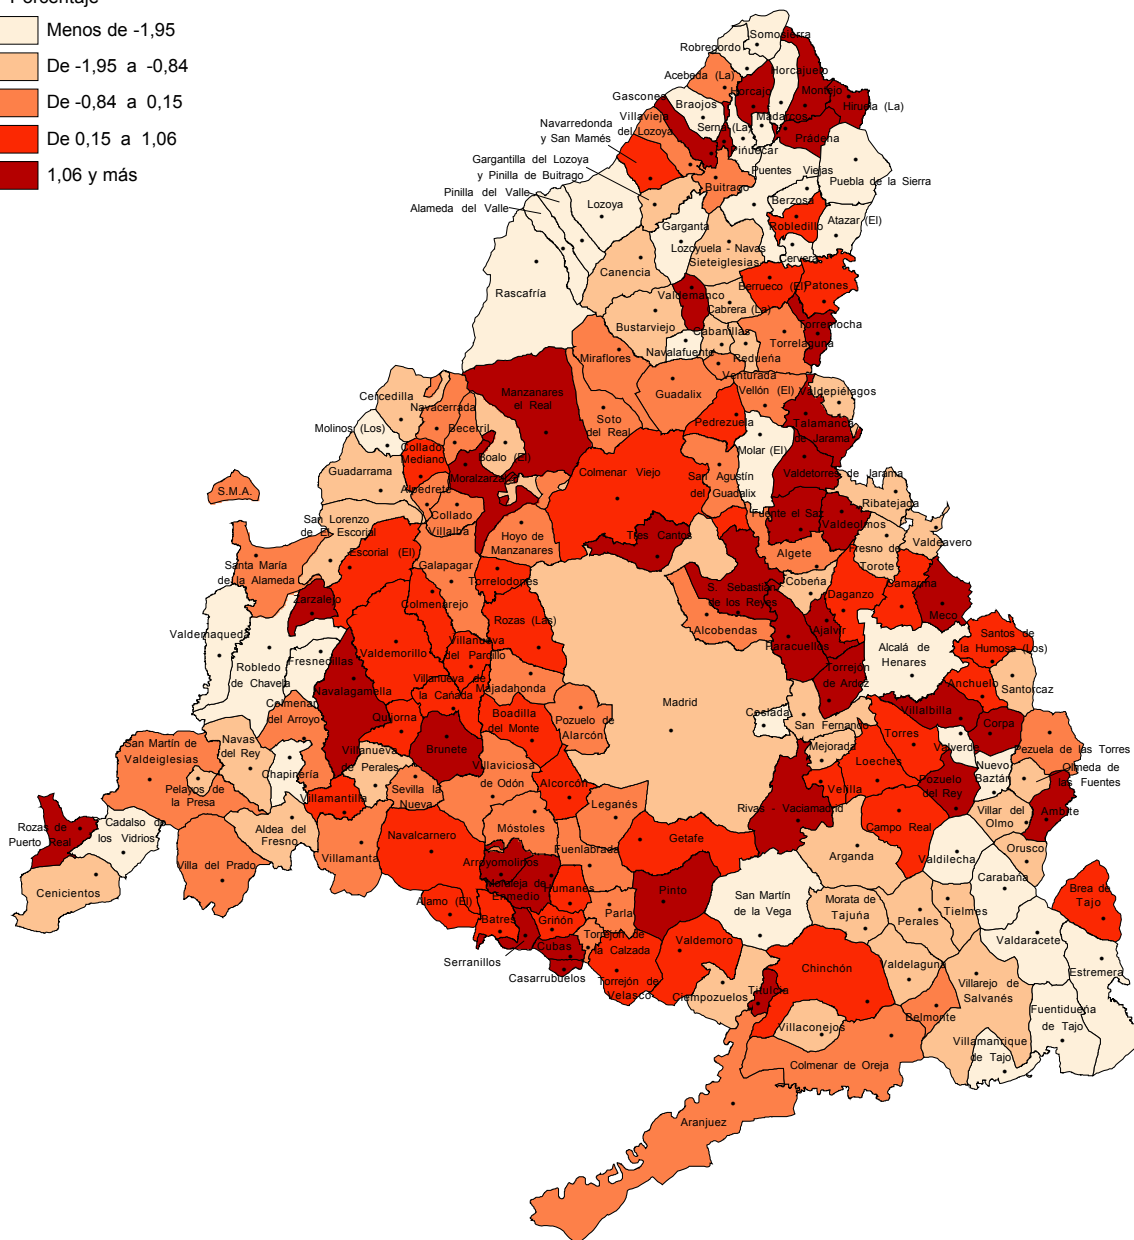 Porcentaje
Menos de -1,95
De -1,95 a -0,84
De -0,84 a 0,15
De 0,15 a 1,06
1,06 y más
Somosierra
Robregordo
Acebeda (La)
Horcajuelo
Horcajo
Montejo
Hiruela (La)
Gascones
Braojos
Madarcos
Villavieja
del Lozoya
Serna (La)
Prádena
Navarredonda
y San Mamés
Piñuécar
Gargantilla del Lozoya
y Pinilla de Buitrago
Puentes Viejas
Puebla de la Sierra
Buitrago
Pinilla del Valle
Alameda del Valle
Lozoya
Berzosa
Robledillo
Atazar (El)
Garganta
Cervera
Lozoyuela - Navas
Sieteiglesias
Canencia
Rascafría
Berrueco (El)
Patones
Valdemanco
Cabrera (La)
Bustarviejo
Cabanillas
Torremocha
Torrelaguna
Navalafuente
Redueña
Miraflores
Venturada
Guadalix
Vellón (El)
Valdepiélagos
Cercedilla
Navacerrada
Manzanares
el Real
Soto
del Real
Pedrezuela
Talamanca
de Jarama
Molinos (Los)
Becerril
Collado
Mediano
Boalo (El)
Molar (El)
Guadarrama
Moralzarzal
Colmenar Viejo
San Agustín
del Guadalix
Valdetorres de Jarama
S.M.A.
Alpedrete
Ribatejada
Collado
Villalba
Fuente el Saz
Valdeolmos
San Lorenzo
de El Escorial
Hoyo de
Manzanares
Tres Cantos
Valdeavero
Escorial (El)
Santa María
de la Alameda
Galapagar
Algete
Fresno de
Torote
Torrelodones
Cobeña
Camarma
Zarzalejo
Colmenarejo
S. Sebastián
de los Reyes
Daganzo
Meco
Rozas (Las)
Alcobendas
Ajalvir
Valdemaqueda
Paracuellos
Robledo
de Chavela
Fresnedillas
Valdemorillo
Villanueva
del Pardillo
Alcalá de
Henares
Santos de
la Humosa (Los)
Navalagamella
Villanueva de
la Cañada
Majadahonda
Torrejón
de Ardoz
Anchuelo
Santorcaz
Colmenar
del Arroyo
Madrid
Coslada
Villalbilla
Quijorna
Boadilla
del Monte
Pozuelo de
Alarcón
San Fernando
Corpa
San Martín de
Valdeiglesias
Navas
del Rey
Brunete
Mejorada
Torres
Valverde
Pezuela de las Torres
Villanueva
de Perales
Chapinería
Villaviciosa
de Odón
Loeches
Nuevo
Baztán
Olmeda de
las Fuentes
Pelayos de
la Presa
Sevilla la
Nueva
Alcorcón
Velilla
Pozuelo
del Rey
Villamantilla
Leganés
Rivas - Vaciamadrid
Villar del
Olmo
Ambite
Rozas de
Puerto Real
Cadalso de
los Vidrios
Aldea del
Fresno
Navalcarnero
Móstoles
Getafe
Campo Real
Orusco
Fuenlabrada
Arganda
Villamanta
Arroyomolinos
Valdilecha
Villa del Prado
Carabaña
Cenicientos
Moraleja de
Enmedio
Humanes
Pinto
San Martín
de la Vega
Brea de
Tajo
Álamo (El)
Morata de
Tajuña
Tielmes
Parla
Perales
Batres
Griñón
Valdaracete
Torrejón de
la Calzada
Valdemoro
Serranillos
Cubas
Casarrubuelos
Chinchón
Valdelaguna
Estremera
Torrejón de
Velasco
Ciempozuelos
Titulcia
Villarejo de
Salvanés
Belmonte
Fuentidueña
de Tajo
Villaconejos
Villamanrique
de Tajo
Colmenar de Oreja
Aranjuez